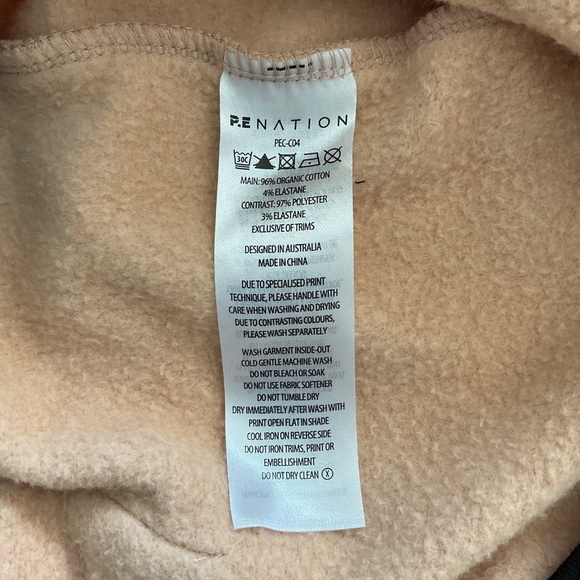 P.E NATION
PEC-C04
30C
MAIN: 96% ORGANIC COTTON
4% ELASTANE
CONTRAST: 97% POLYESTER
3% ELASTANE
EXCLUSIVE OF TRIMS
DESIGNED IN AUSTRALIA
MADE IN CHINA
DUE TO SPECIALISED PRINT
TECHNIQUE, PLEASE HANDLE WITH
CARE WHEN WASHING AND DRYING
DUE TO CONTRASTING COLOURS,
PLEASE WASH SEPARATELY
WASH GARMENT INSIDE-OUT
COLD GENTLE MACHINE WASH
DO NOT BLEACH OR SOAK
DO NOT USE FABRIC SOFTENER
DO NOT TUMBLE DRY
DRY IMMEDIATELY AFTER WASH WITH
PRINT OPEN FLAT IN SHADE
COOL IRON ON REVERSE SIDE
DO NOT IRON TRIMS, PRINT OR
EMBELLISHMENT
DO NOT DRY CLEAN X